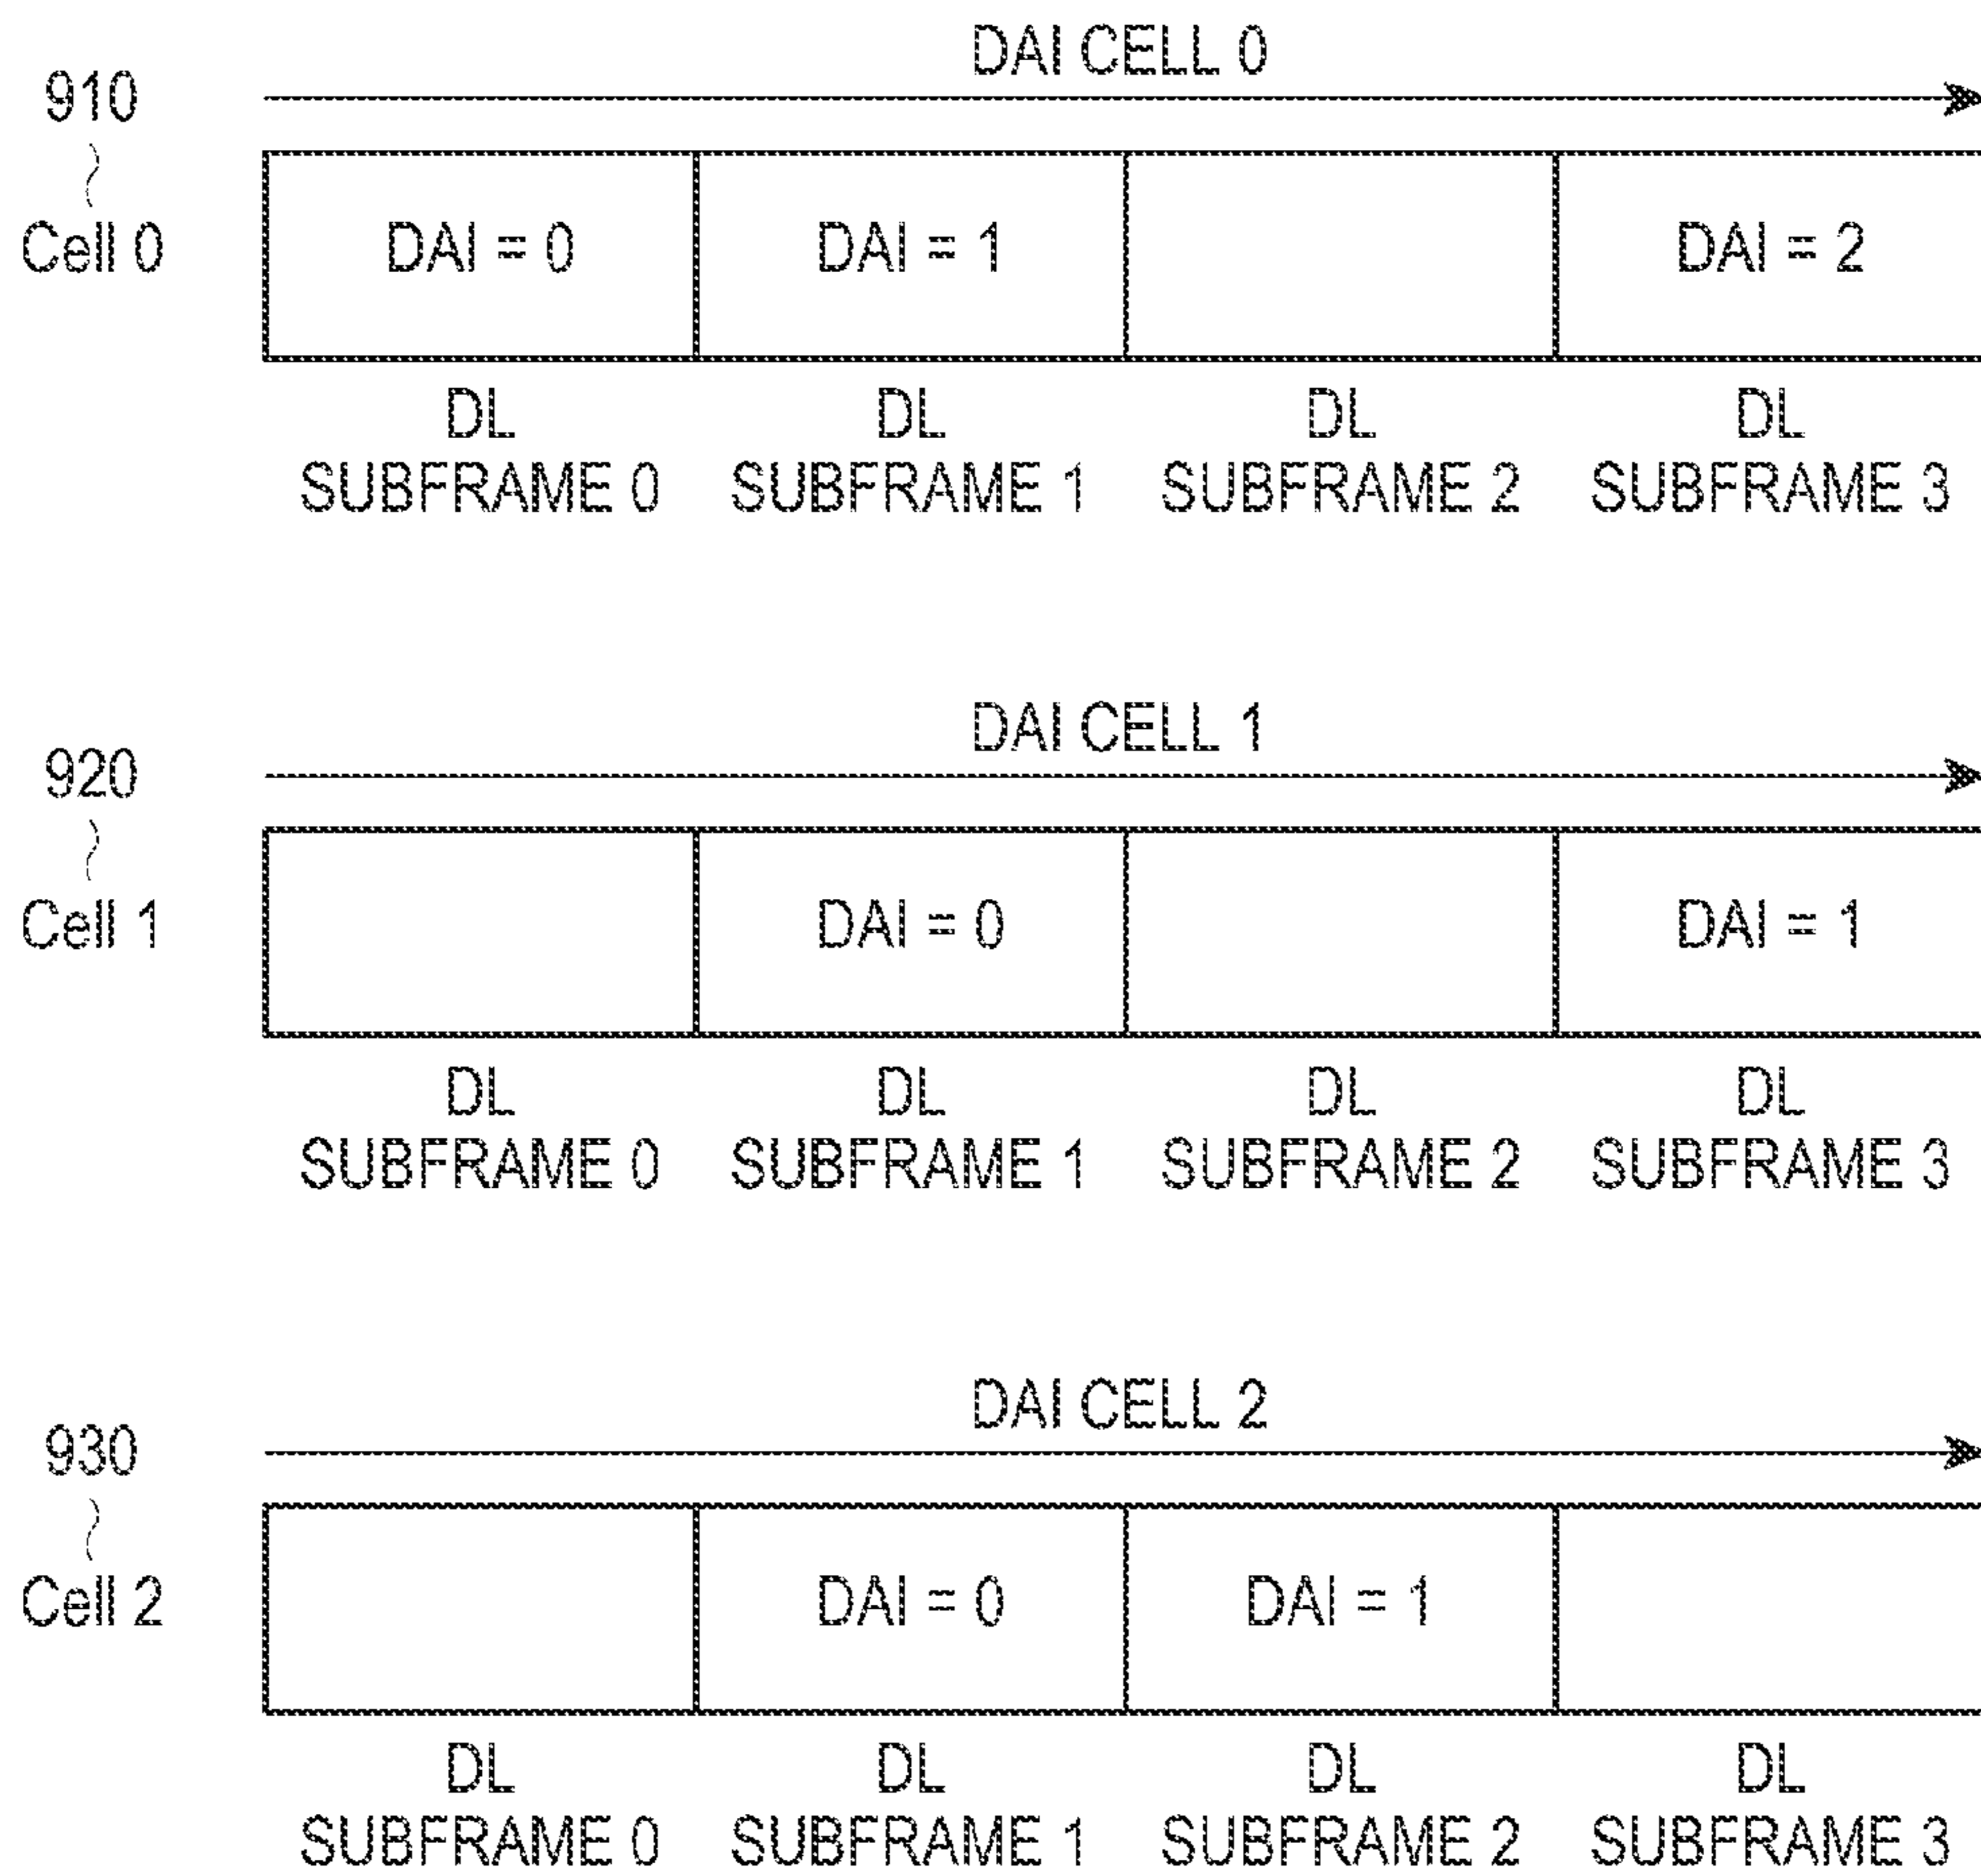 DAI CELL 0
910
Cell 0
DAI = 0 DAI = 1 DAI = 2
DL DL DL DL
SUBFRAME 0 SUBFRAME 1 SUBFRAME 2 SUBFRAME 3
DAI CELL 1
920
Cell 1
DAI = 0 DAI = 1
DL DL DL DL
SUBFRAME 0 SUBFRAME 1 SUBFRAME 2 SUBFRAME 3
DAI CELL 2
930
Cell 2
DAI = 0 DAI = 1
DL DL DL DL
SUBFRAME 0 SUBFRAME 1 SUBFRAME 2 SUBFRAME 3